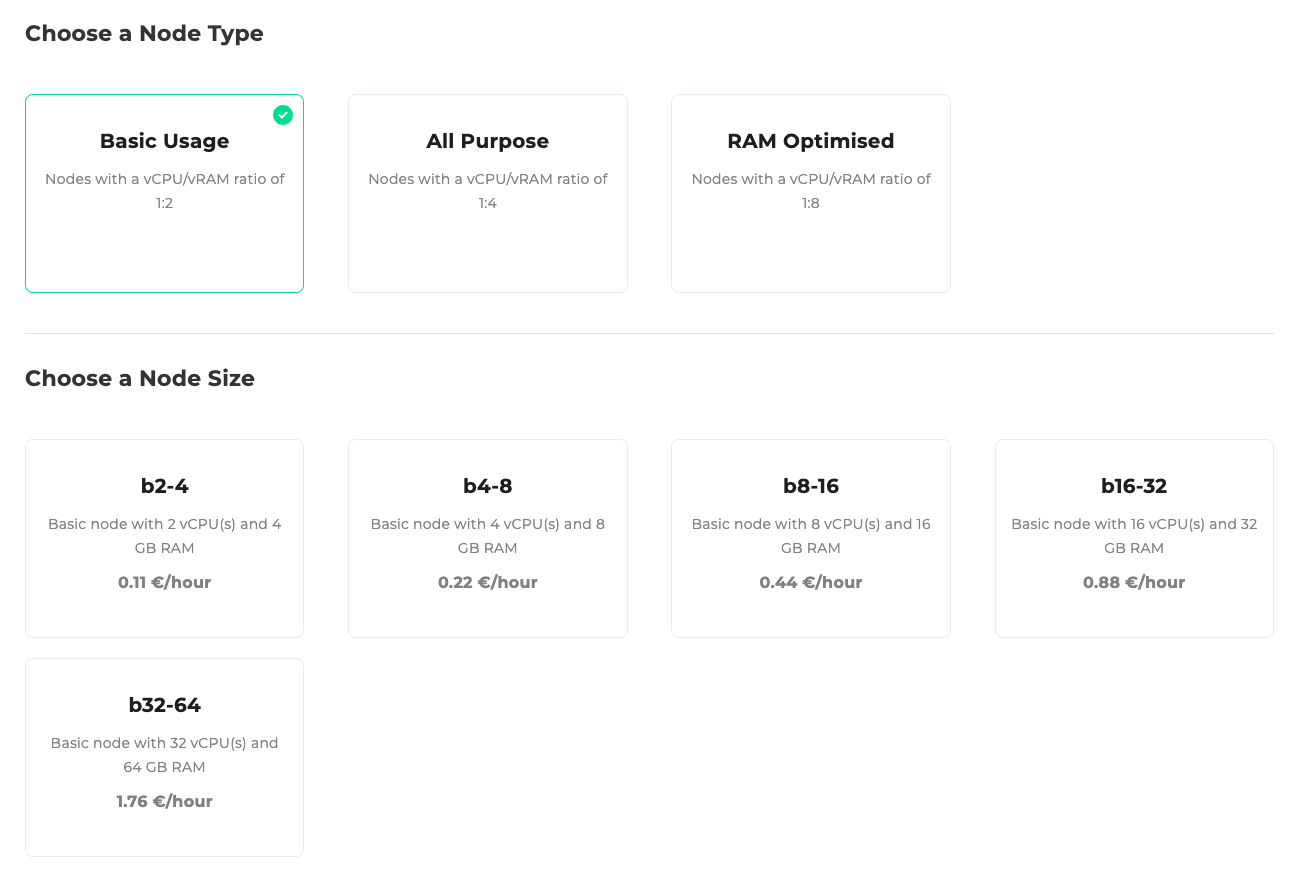 Choose a Node Type
Basic Usage
Nodes with a vCPU/vRAM ratio of
1:2
All Purpose
Nodes with a vCPU/vRAM ratio of
1:4
RAM Optimised
Nodes with a vCPU/vRAM ratio of
1:8
Choose a Node Size
b2-4
Basic node with 2 vCPU(s) and 4
GB RAM
0.11 €/hour
b4-8
Basic node with 4 vCPU(s) and 8
GB RAM
0.22 €/hour
b8-16
Basic node with 8 vCPU(s) and 16
GB RAM
0.44 €/hour
b16-32
Basic node with 16 vCPU(s) and 32
GB RAM
0.88 €/hour
b32-64
Basic node with 32 vCPU(s) and
64 GB RAM
1.76 €/hour